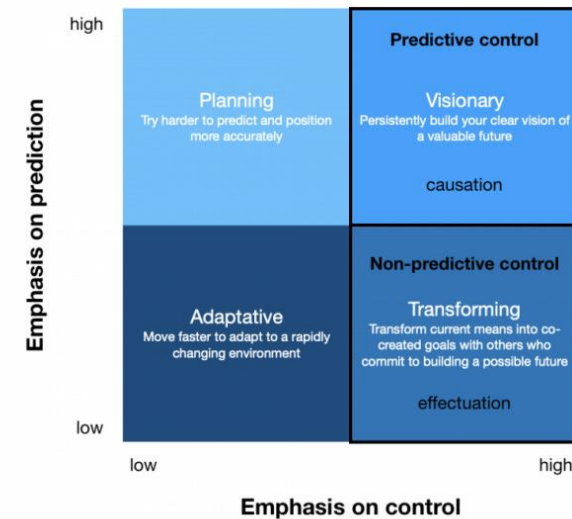 high
Predictive control
Planning
Try harder to predict and position
more accurately
Visionary
Persistently build your clear vision of
a valuable future
causation
Emphasis on prediction
Non-predictive control
Adaptative
Move faster to adapt to a rapidly
changing environment
Transforming
Transform current means into co-
created goals with others who
commit to building a possible future
effectuation
low
low
high
Emphasis on control